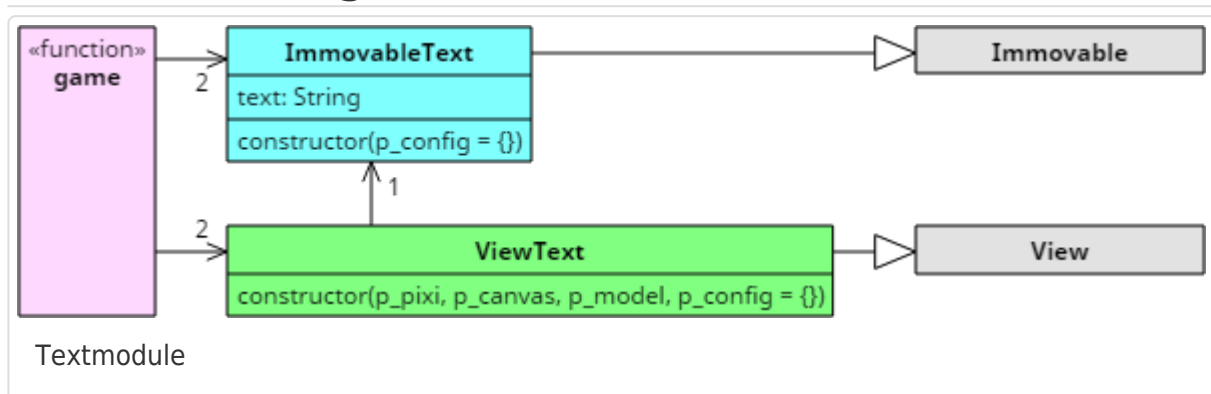 «function»
game
2
ImmovableText
text: String
constructor(p_config = {})
Immovable
1
2
ViewText
constructor(p_pixi, p_canvas, p_model, p_config = {})
View
Textmodule